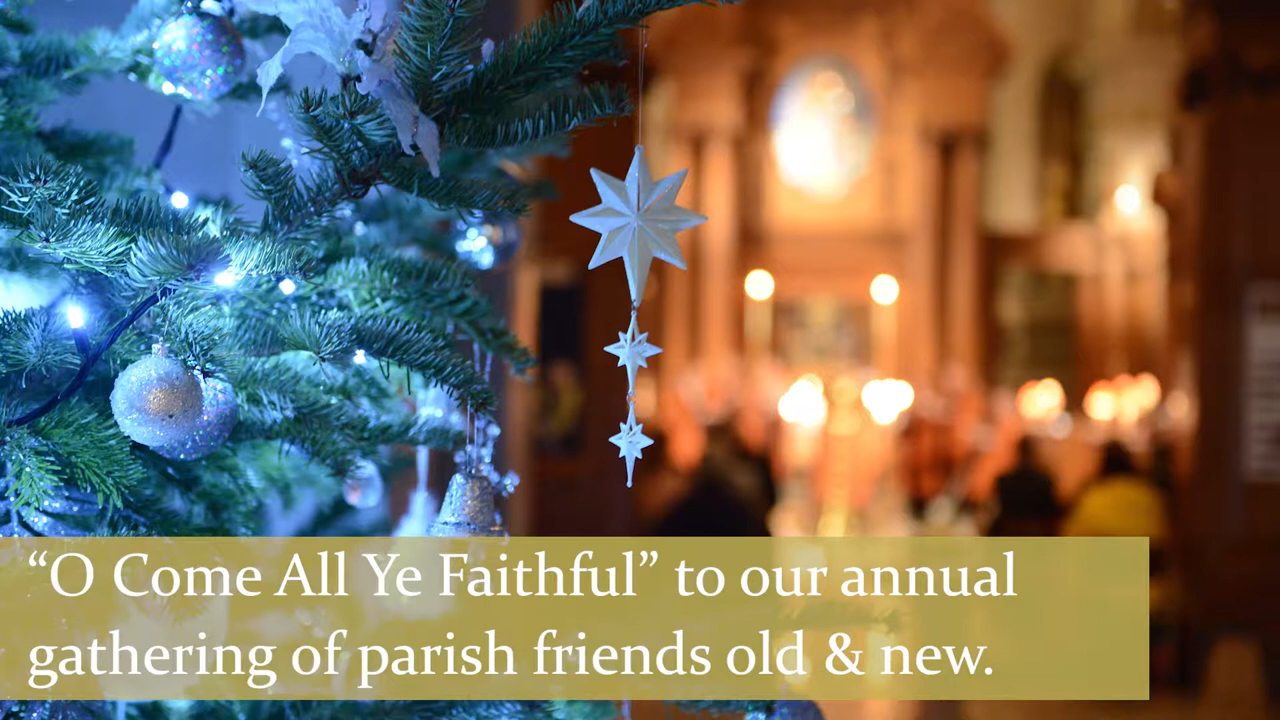 “O Come All Ye Faithful” to our annual
gathering of parish friends old & new.